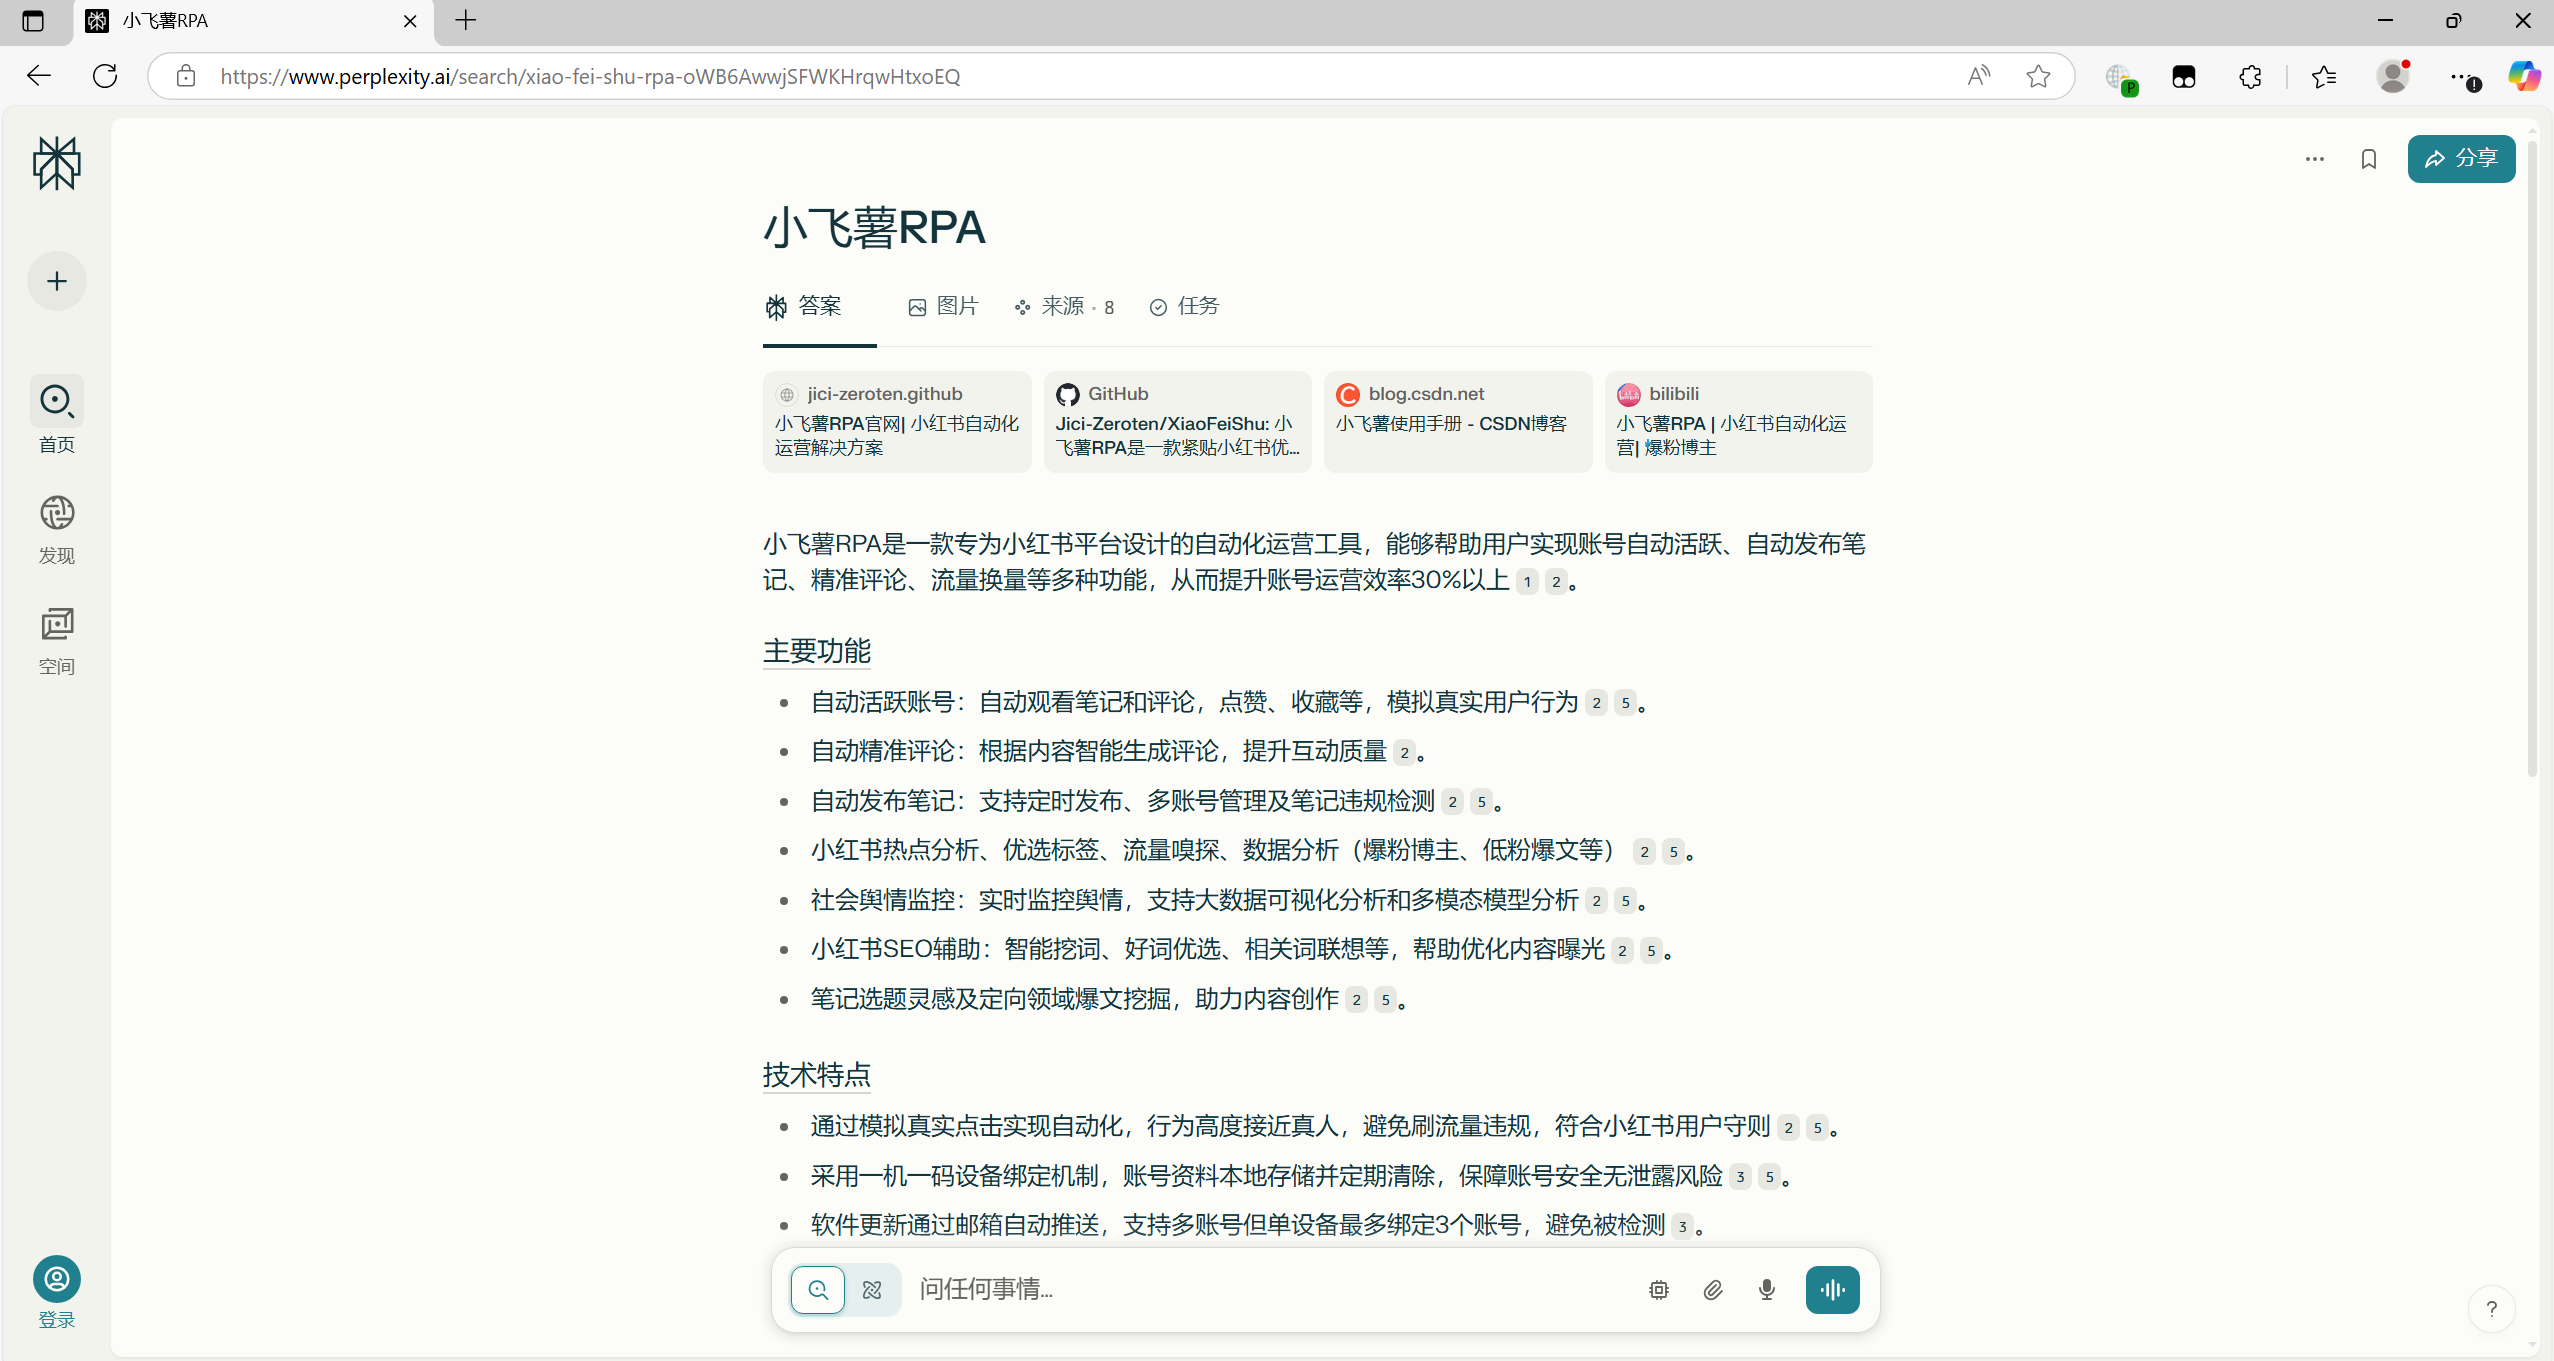 小飞薯RPA
https://www.perplexity.ai/search/xiao-fei-shu-rpa-oWB6AwwjSFWKHrqwHtxoEQ
P
分享
小飞薯RPA
答案
图片
来源 · 8
任务
jici-zeroten.github
小飞薯RPA官网| 小红书自动化
运营解决方案
GitHub
Jici-Zeroten/XiaoFeiShu: 小
飞薯RPA是一款紧贴小红书优...
blog.csdn.net
小飞薯使用手册 - CSDN博客
bilibili
小飞薯RPA | 小红书自动化运
营| 爆粉博主
首页
发现
空间
小飞薯RPA是一款专为小红书平台设计的自动化运营工具，能够帮助用户实现账号自动活跃、自动发布笔
记、精准评论、流量换量等多种功能，从而提升账号运营效率30%以上 1 2。
主要功能
• 自动活跃账号：自动观看笔记和评论，点赞、收藏等，模拟真实用户行为 2 5。
• 自动精准评论：根据内容智能生成评论，提升互动质量 2。
• 自动发布笔记：支持定时发布、多账号管理及笔记违规检测 2 5。
• 小红书热点分析、优选标签、流量嗅探、数据分析（爆粉博主、低粉爆文等） 2 5。
• 社会舆情监控：实时监控舆情，支持大数据可视化分析和多模态模型分析 2 5。
• 小红书SEO辅助：智能挖词、好词优选、相关词联想等，帮助优化内容曝光 2 5。
• 笔记选题灵感及定向领域爆文挖掘，助力内容创作 2 5。
技术特点
• 通过模拟真实点击实现自动化，行为高度接近真人，避免刷流量违规，符合小红书用户守则 2 5。
• 采用一机一码设备绑定机制，账号资料本地存储并定期清除，保障账号安全无泄露风险 3 5。
• 软件更新通过邮箱自动推送，支持多账号但单设备最多绑定3个账号，避免被检测 3。
问任何事情...
登录
?